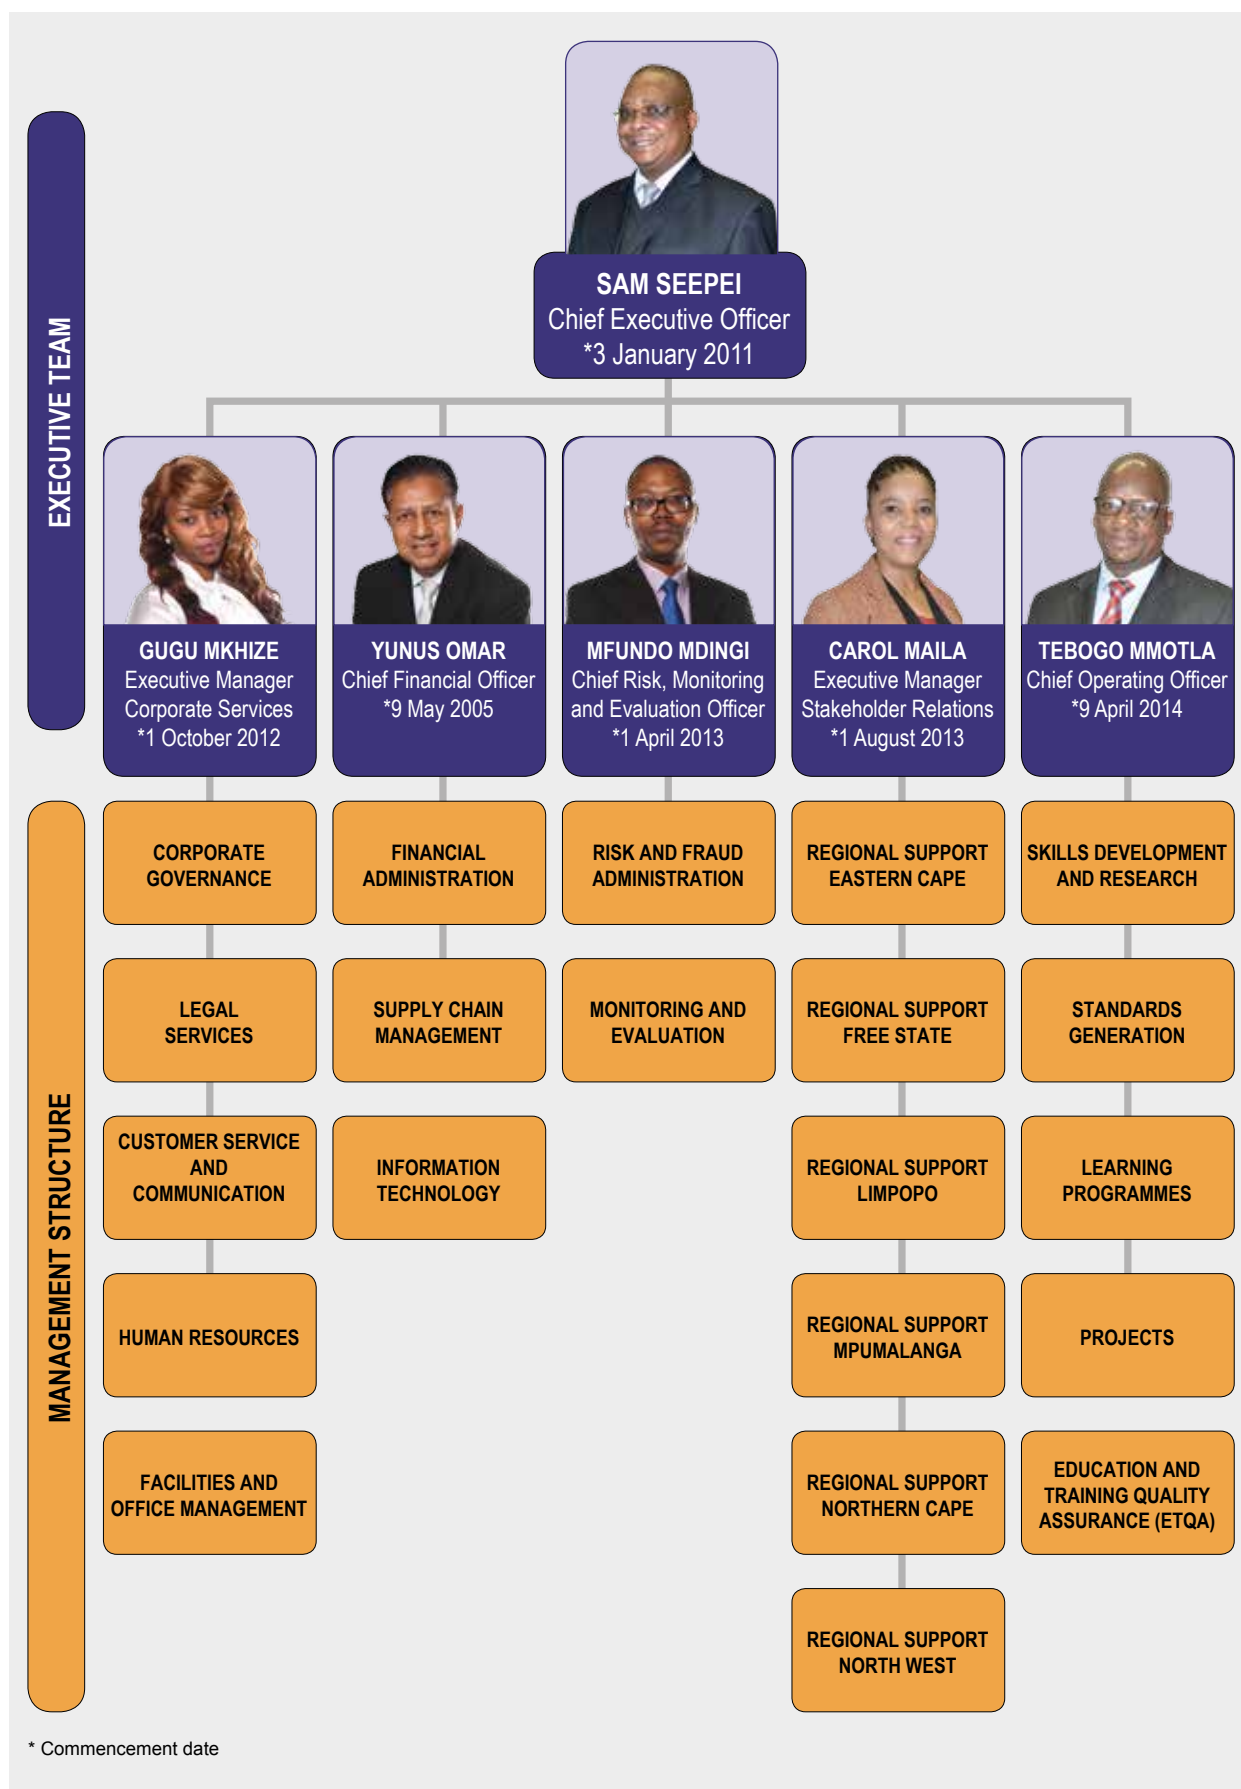 SAM SEEPEI
Chief Executive Officer
*3 January 2011
EXECUTIVE TEAM
GUGU MKHIZE
Executive Manager
Corporate Services
*1 October 2012
YUNUS OMAR
Chief Financial Officer
*9 May 2005
MFUNDO MDINGI
Chief Risk, Monitoring
and Evaluation Officer
*1 April 2013
CAROL MAILA
Executive Manager
Stakeholder Relations
*1 August 2013
TEBOGO MMOTLA
Chief Operating Officer
*9 April 2014
MANAGEMENT STRUCTURE
CORPORATE
GOVERNANCE
LEGAL
SERVICES
CUSTOMER SERVICE
AND
COMMUNICATION
HUMAN RESOURCES
FACILITIES AND
OFFICE MANAGEMENT
FINANCIAL
ADMINISTRATION
SUPPLY CHAIN
MANAGEMENT
INFORMATION
TECHNOLOGY
RISK AND FRAUD
ADMINISTRATION
MONITORING AND
EVALUATION
REGIONAL SUPPORT
EASTERN CAPE
REGIONAL SUPPORT
FREE STATE
REGIONAL SUPPORT
LIMPOPO
REGIONAL SUPPORT
MPUMALANGA
REGIONAL SUPPORT
NORTHERN CAPE
REGIONAL SUPPORT
NORTH WEST
SKILLS DEVELOPMENT
AND RESEARCH
STANDARDS
GENERATION
LEARNING
PROGRAMMES
PROJECTS
EDUCATION AND
TRAINING QUALITY
ASSURANCE (ETQA)
* Commencement date